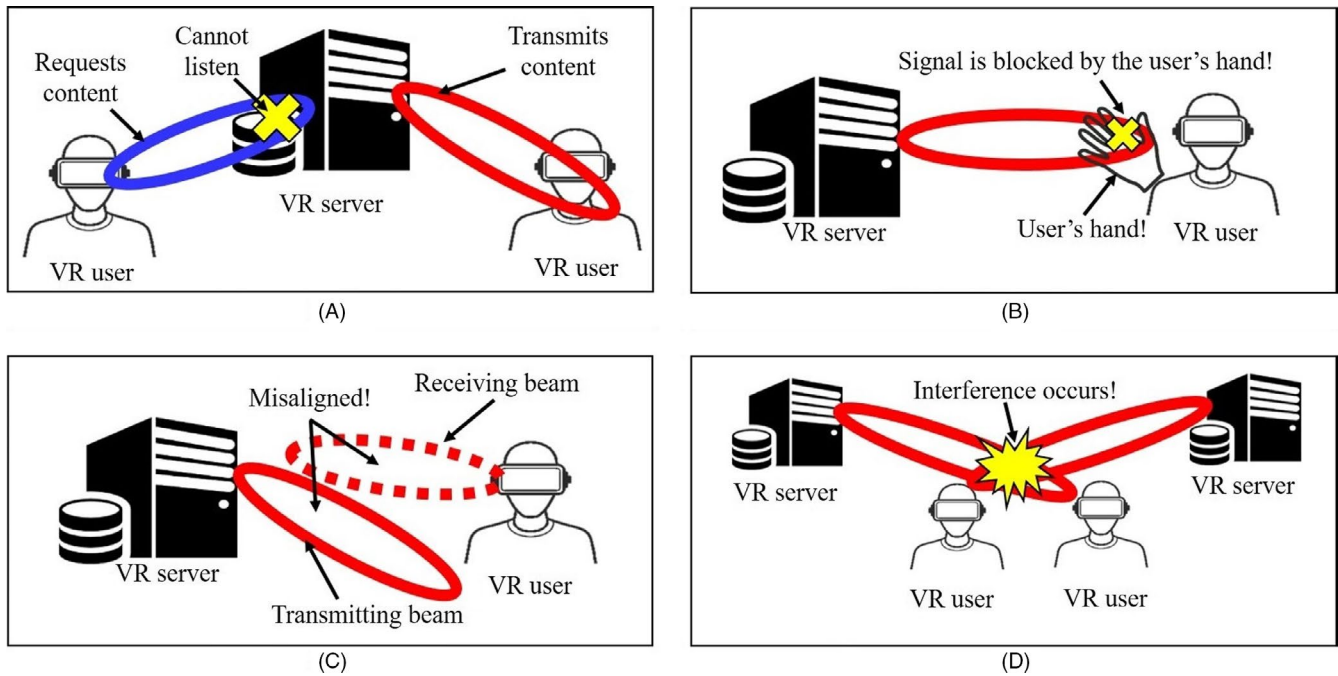 Requests
content
Cannot
listen
Transmits
content
VR server
VR user
VR user
(A)
Signal is blocked by the user's hand!
VR server
User's hand!
VR user
(B)
Misaligned!
Receiving beam
VR server
VR user
Transmitting beam
(C)
Interference occurs!
VR server
VR server
VR user
VR user
(D)